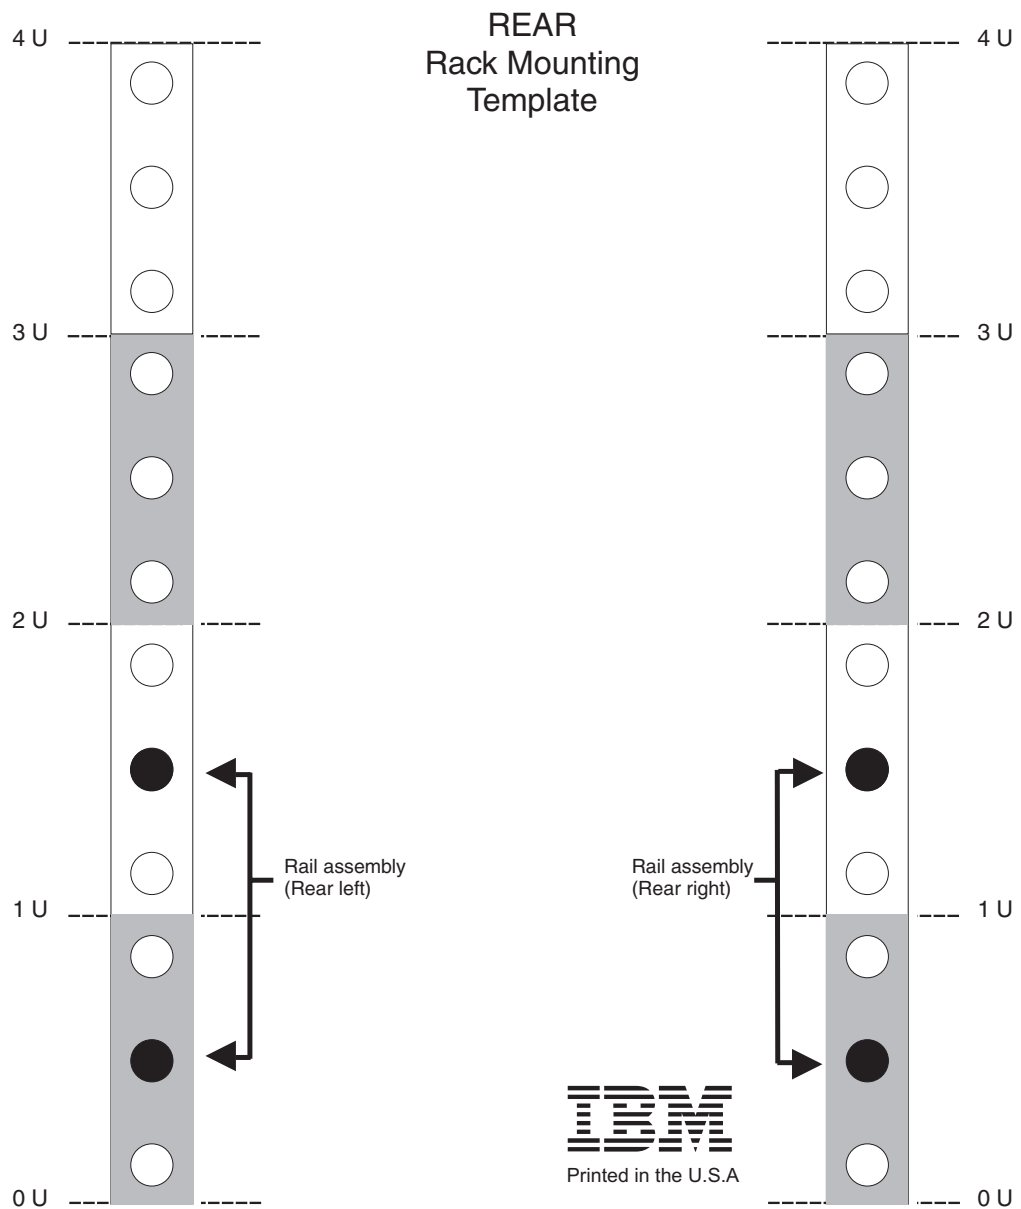 REAR
Rack Mounting
Template
4 U
4 U
3 U
3 U
2 U
2 U
Rail assembly
(Rear left)
Rail assembly
(Rear right)
1 U
1 U
IBM
Printed in the U.S.A
0 U
0 U